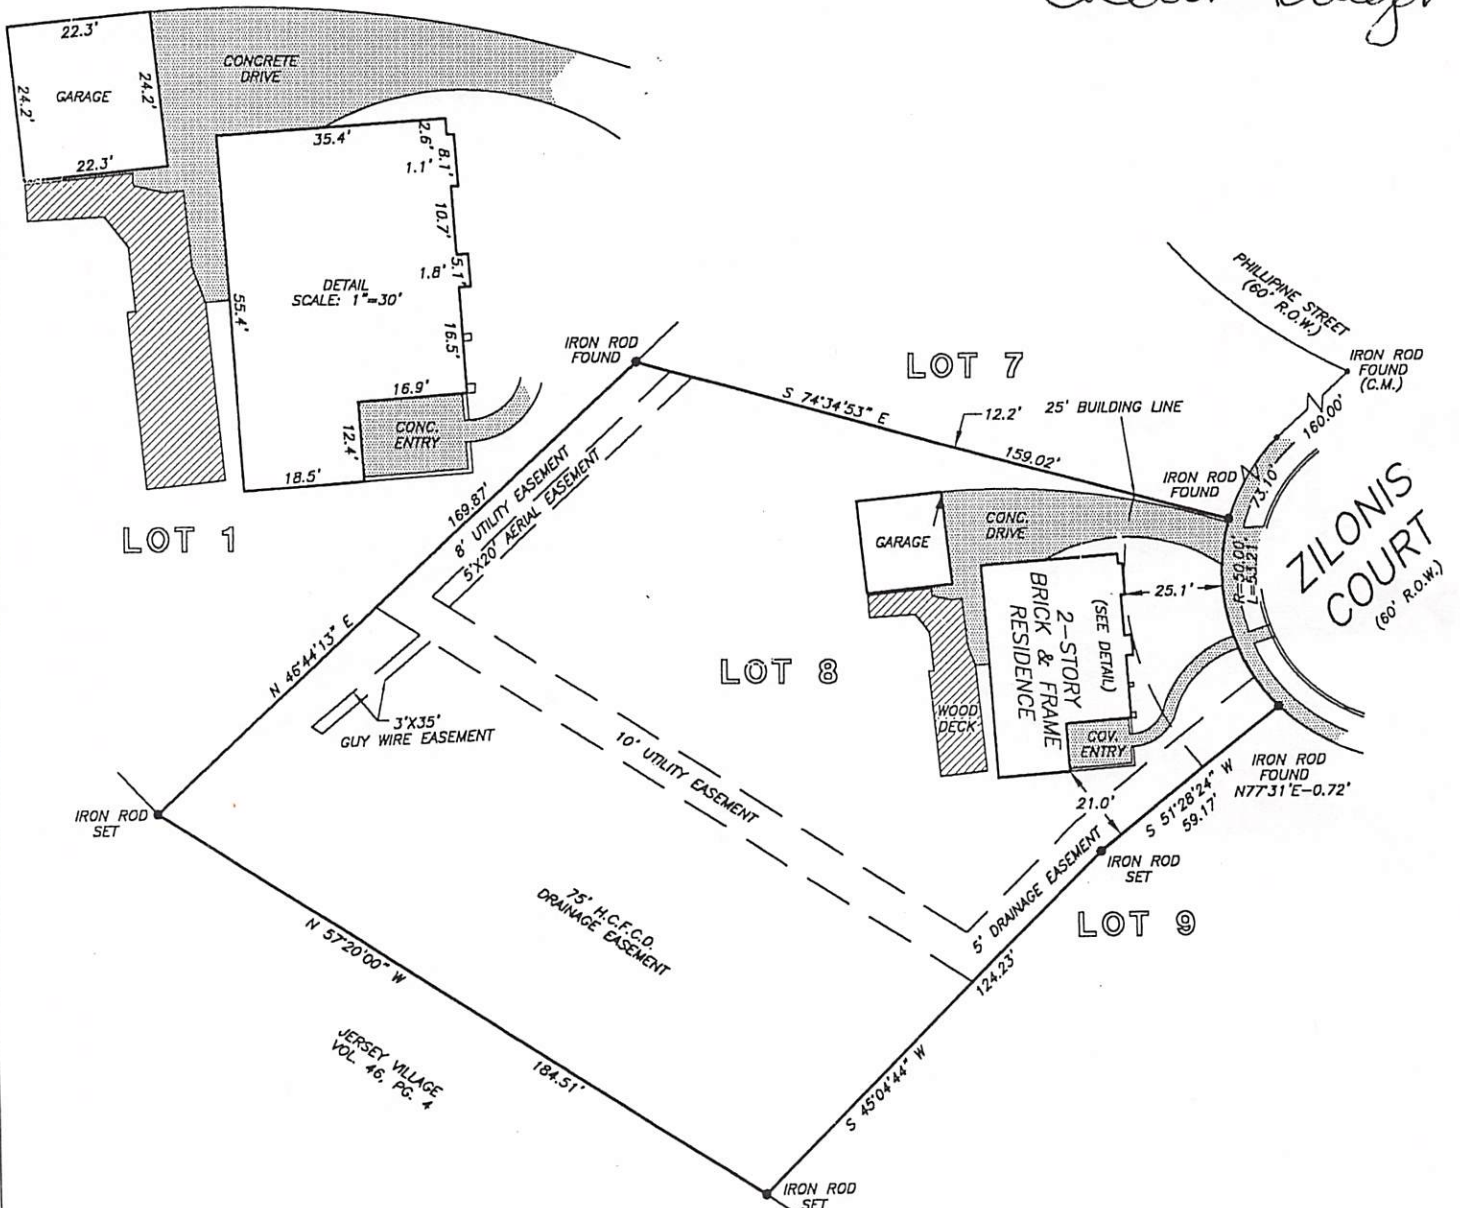 22.3'
24.2'
GARAGE
24.2'
22.3'
CONCRETE
DRIVE
35.4'
2.6'
8.1'
1.1'
10.7'
5.1'
1.8'
DETAIL
SCALE: 1"=30'
55.4'
16.5'
16.9'
CONC.
ENTRY
12.4'
18.5'
LOT 1
IRON ROD
FOUND
LOT 7
PHILLIPINE STREET
(60' R.O.W.)
IRON ROD
FOUND
(C.M.)
S 74°34'53" E
12.2'
159.02'
25' BUILDING LINE
160.00'
IRON ROD
FOUND
73.10'
R=50.00'
L=53.21'
ZILONIS
COURT
(60' R.O.W.)
169.87'
8' UTILITY EASEMENT
5'X20' AERIAL EASEMENT
N 46°44'13" E
GARAGE
CONC.
DRIVE
25.1'
(SEE DETAIL)
2-STORY
BRICK & FRAME
RESIDENCE
LOT 8
WOOD
DECK
COV.
ENTRY
3'X35'
GUY WIRE EASEMENT
10' UTILITY EASEMENT
IRON ROD
FOUND
N77°31'E-0.72'
21.0'
S 51°28'24" W
59.17'
IRON ROD
SET
IRON ROD
SET
5' DRAINAGE EASEMENT
LOT 9
75' H.C.F.C.D.
DRAINAGE EASEMENT
124.23'
N 57°20'00" W
184.51'
S 45°04'44" W
JERSEY VILLAGE
VOL. 46, PG. 4
IRON ROD
SET